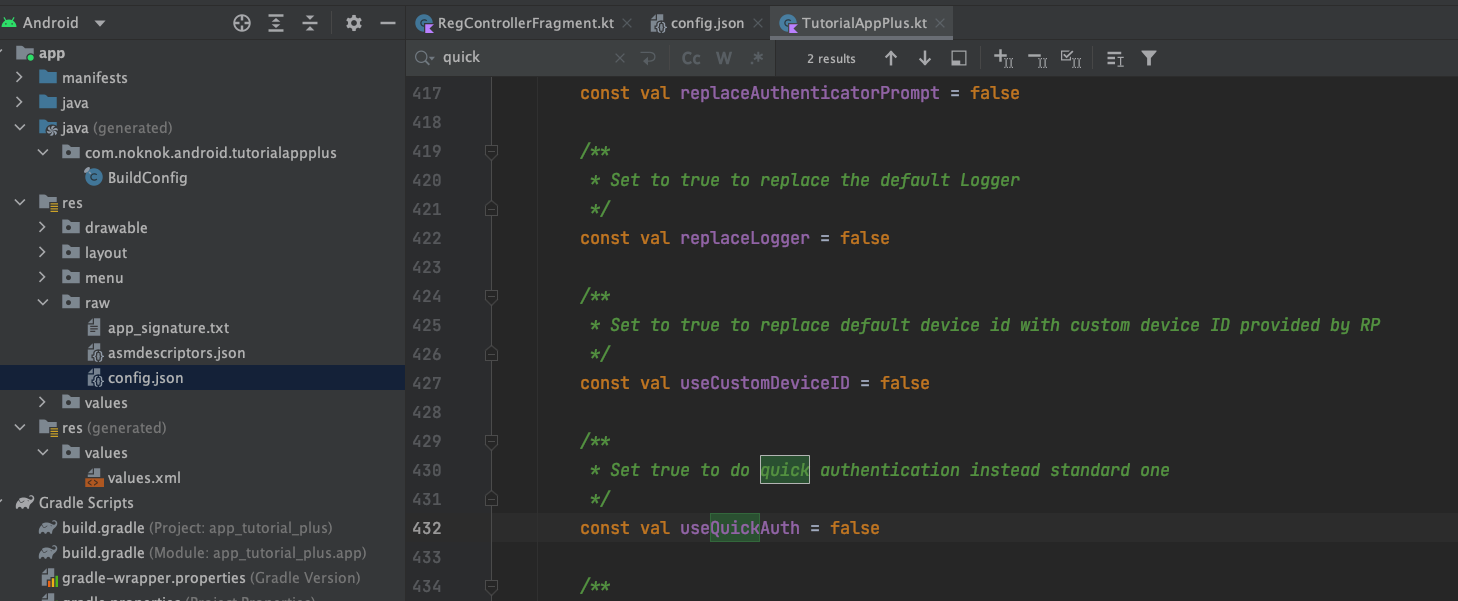 Android
RegControllerFragment.kt
config.json
TutorialAppPlus.kt
quick
Cc
W
.*
2 results
app
manifests
java
java (generated)
com.noknok.android.tutorialappplus
BuildConfig
res
drawable
layout
menu
raw
app_signature.txt
asmdescriptors.json
config.json
values
res (generated)
values
values.xml
Gradle Scripts
build.gradle (Project: app_tutorial_plus)
build.gradle (Module: app_tutorial_plus.app)
gradle-wrapper.properties (Gradle Version)
gradle.properties (Project Properties)
417 const val replaceAuthenticatorPrompt = false
418
419 /**
420 * Set to true to replace the default Logger
421 */
422 const val replaceLogger = false
423
424 /**
425 * Set to true to replace default device id with custom device ID provided by RP
426 */
427 const val useCustomDeviceID = false
428
429 /**
430 * Set true to do quick authentication instead standard one
431 */
432 const val useQuickAuth = false
433
434 /**